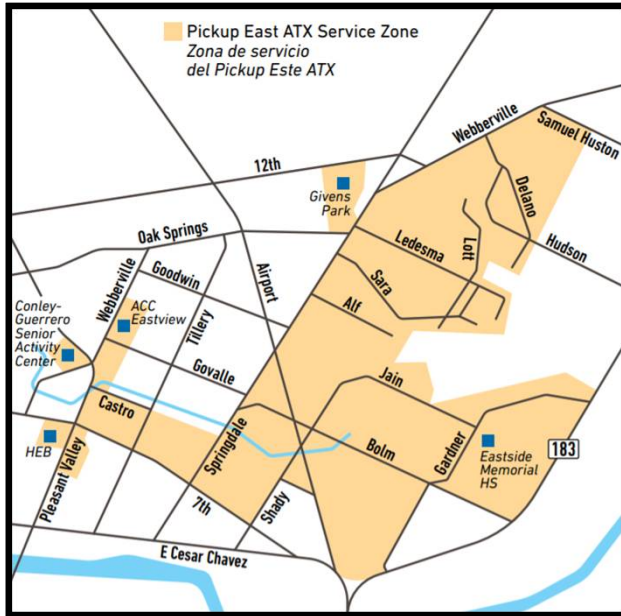 Pickup East ATX Service Zone
Zona de servicio
del Pickup Este ATX
Webberville
Samuel Huston
12th
Givens
Park
Delano
Oak Springs
Ledesma
Lott
Hudson
Goodwin
Airport
Sara
Webberville
Conley-
Guerrero
Senior
Activity
Center
ACC
Eastview
Tillery
Alf
Govalle
Jain
Castro
Springdale
Bolm
Gardner
183
HEB
Eastside
Memorial
HS
Pleasant Valley
7th
Shady
E Cesar Chavez